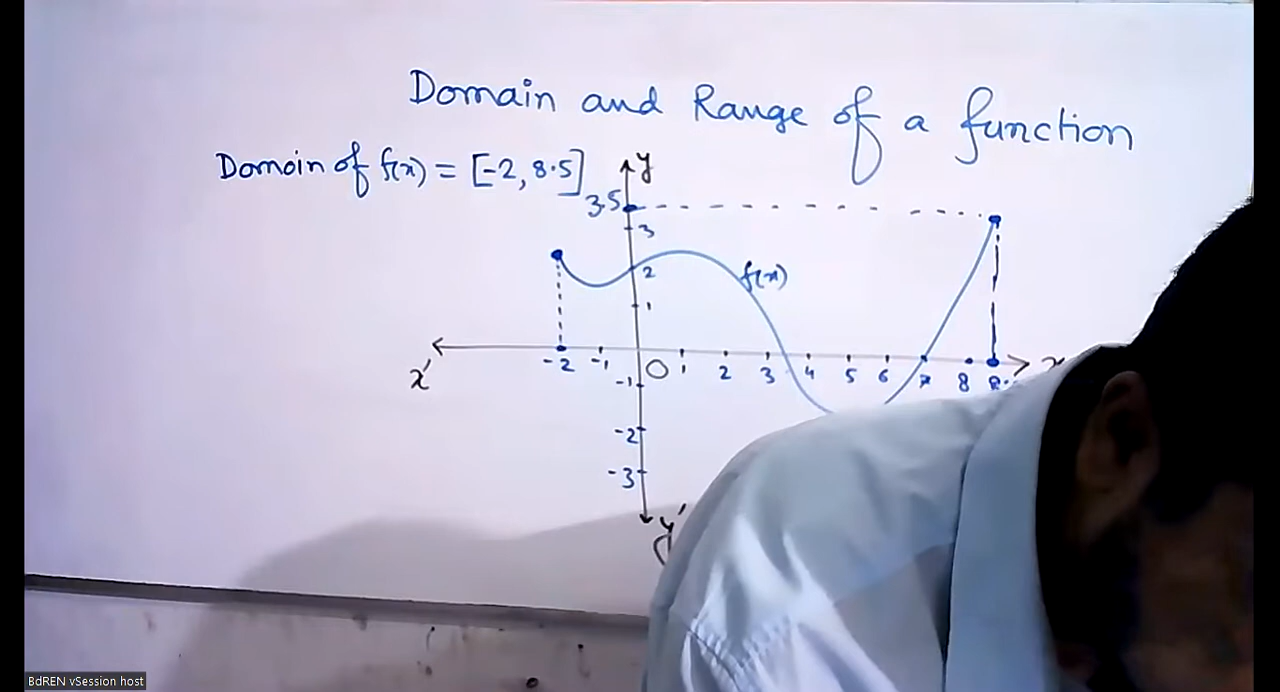 Domain and Range of a function
Domain of f(x) = [-2, 8.5]
y
3.5
3
2
f(x)
1
x'
-2 -1 O 1 2 3 4 5 6 7 8
-1
-2
-3
y'
BdREN vSession host